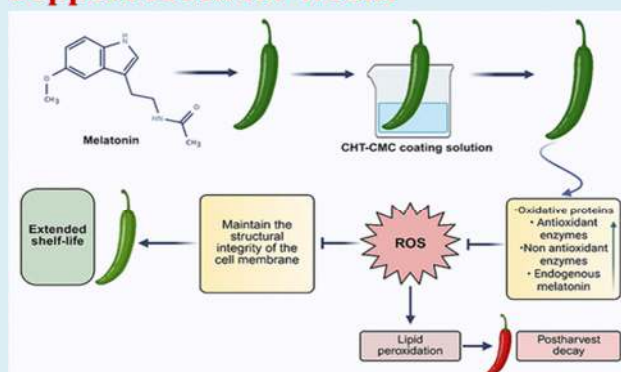 H
N
O
CH₃
HN
O
CH₃
Melatonin
CHT-CMC coating solution
-Oxidative proteins
• Antioxidant
enzymes
•Non antioxidant
enzymes
• Endogenous
melatonin
ROS
Maintain the
structural
integrity of the
cell membrane
Extended
shelf-life
Lipid
peroxidation
Postharvest
decay